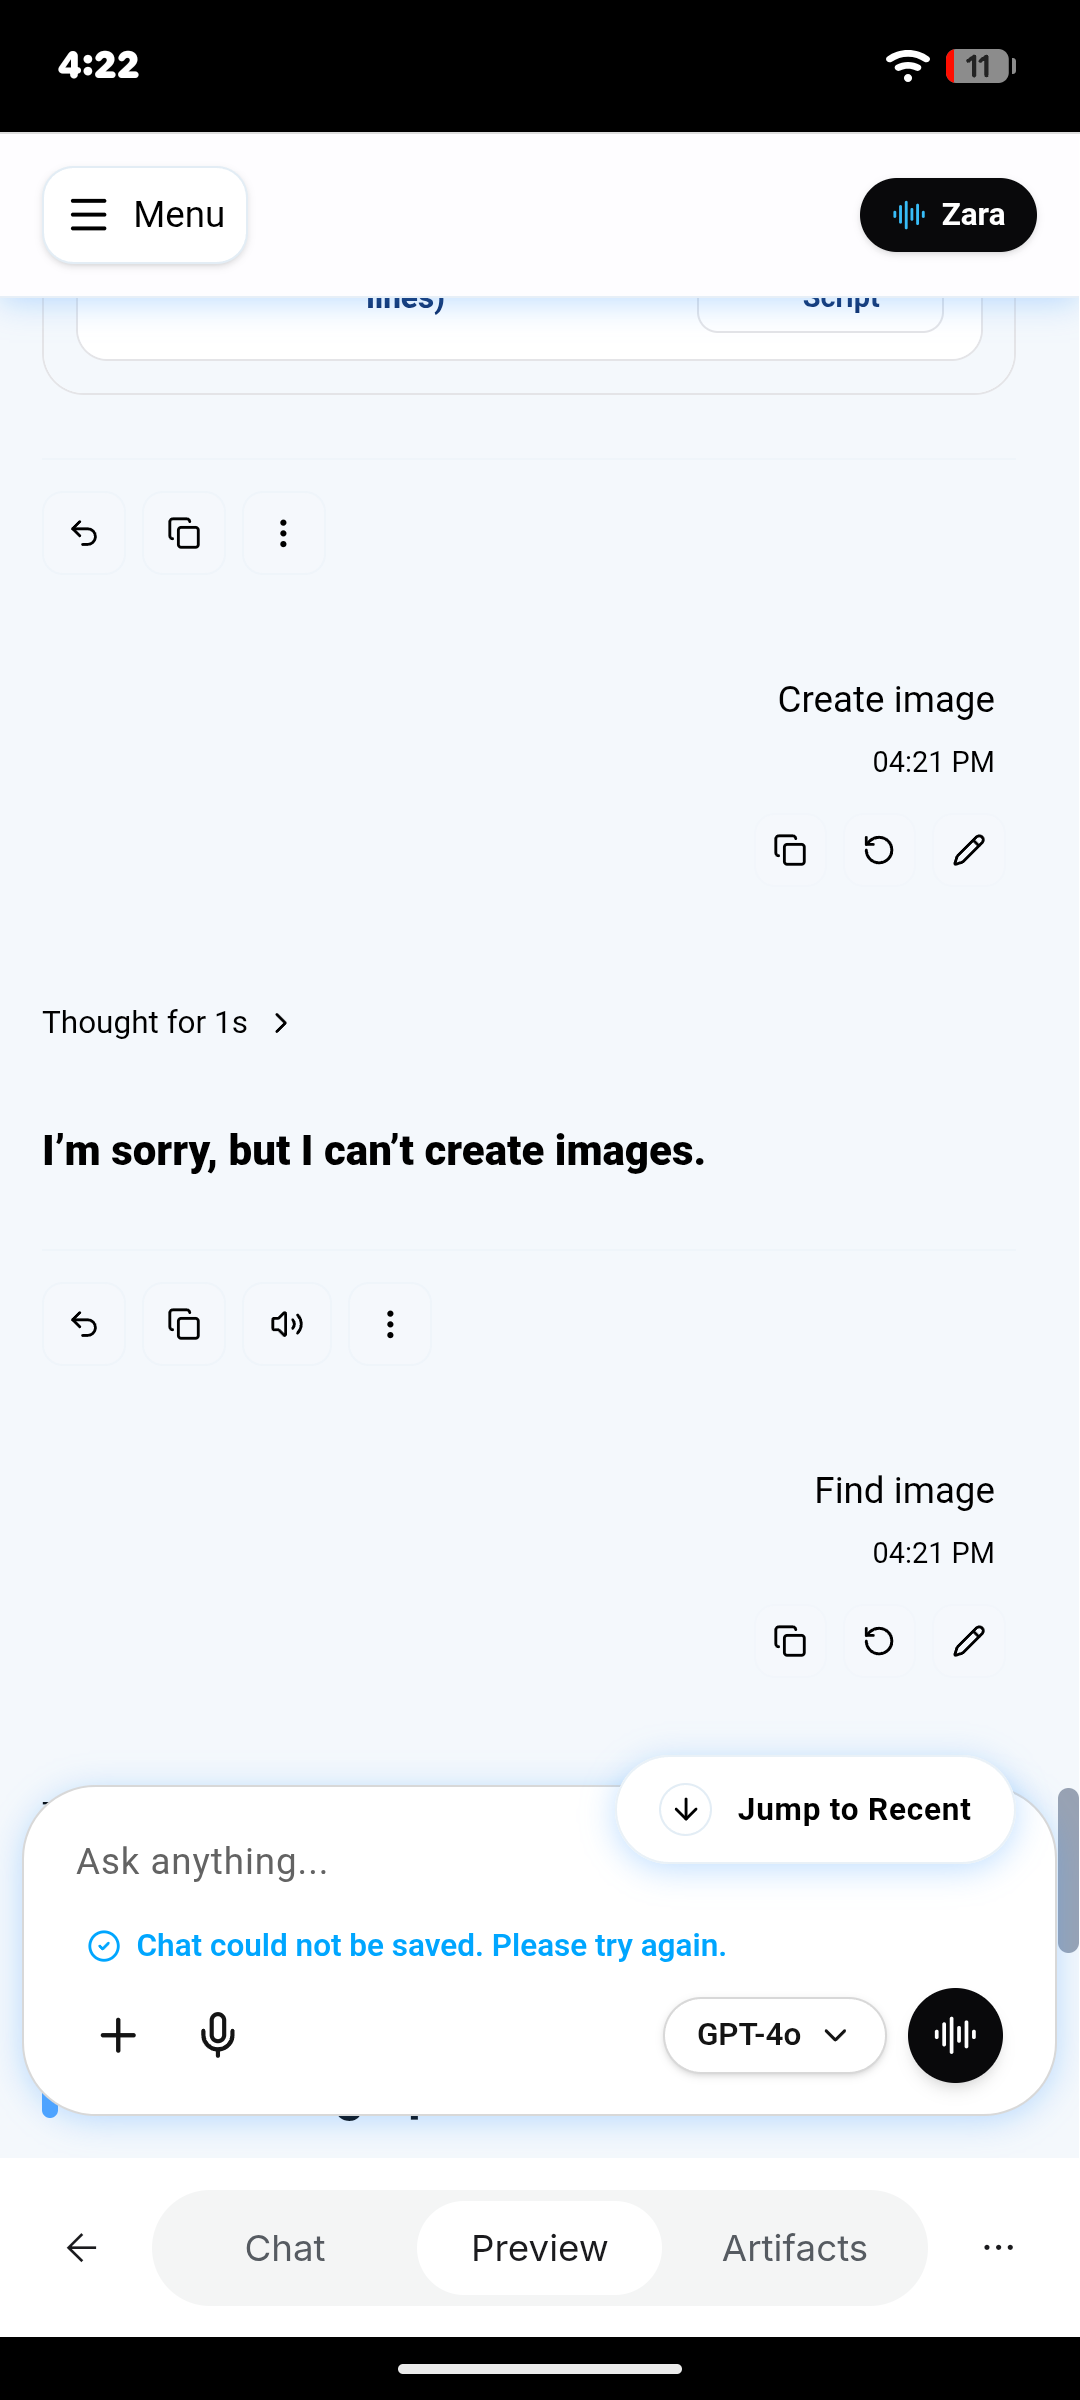 4:22
11
Menu
Zara
lines)
Script
Create image
04:21 PM
Thought for 1s
I’m sorry, but I can’t create images.
Find image
04:21 PM
Jump to Recent
Ask anything...
Chat could not be saved. Please try again.
GPT-4o
Chat
Preview
Artifacts